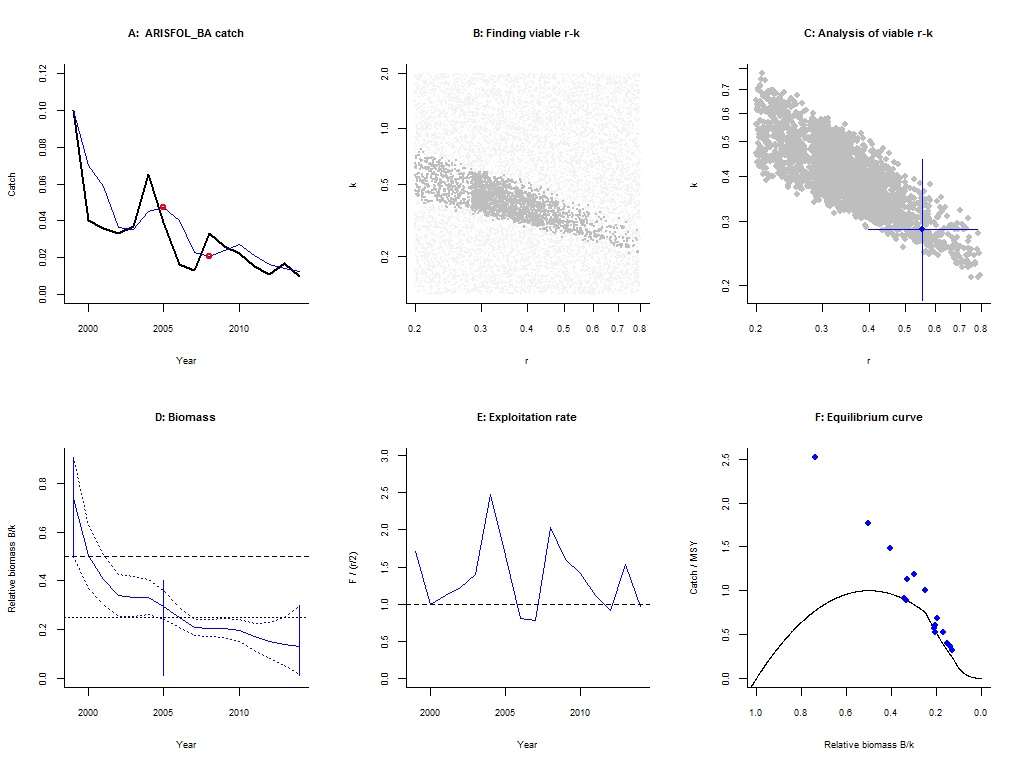 A:  ARISFOL_BA catch
Catch
0.00 0.02 0.04 0.06 0.08 0.10 0.12
2000 2005 2010
Year
B: Finding viable r-k
k
0.2 0.5 1.0 2.0
0.2 0.3 0.4 0.5 0.6 0.7 0.8
r
C: Analysis of viable r-k
k
0.2 0.3 0.4 0.5 0.6 0.7
0.2 0.3 0.4 0.5 0.6 0.7 0.8
r
D: Biomass
Relative biomass B/k
0.0 0.2 0.4 0.6 0.8
2000 2005 2010
Year
E: Exploitation rate
F / (r/2)
0.0 0.5 1.0 1.5 2.0 2.5 3.0
2000 2005 2010
Year
F: Equilibrium curve
Catch / MSY
0.0 0.5 1.0 1.5 2.0 2.5
1.0 0.8 0.6 0.4 0.2 0.0
Relative biomass B/k